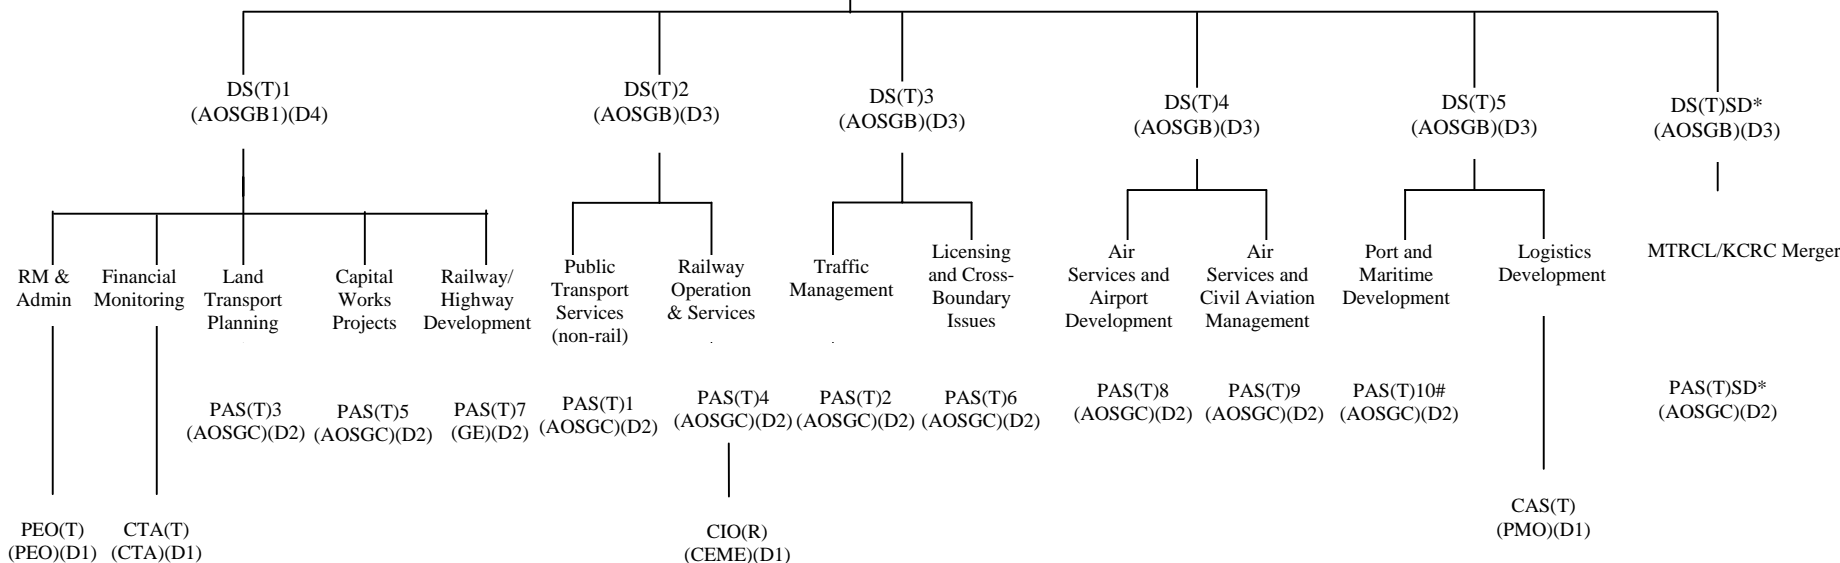 DS(T)1
(AOSGB1)(D4)
DS(T)2
(AOSGB)(D3)
DS(T)3
(AOSGB)(D3)
DS(T)4
(AOSGB)(D3)
DS(T)5
(AOSGB)(D3)
DS(T)SD*
(AOSGB)(D3)
RM &
Admin
Financial
Monitoring
Land
Transport
Planning
Capital
Works
Projects
Railway/
Highway
Development
Public
Transport
Services
(non-rail)
Railway
Operation
& Services
Traffic
Management
Licensing
and Cross-
Boundary
Issues
Air
Services and
Airport
Development
Air
Services and
Civil Aviation
Management
Port and
Maritime
Development
Logistics
Development
MTRCL/KCRC Merger
PAS(T)3
(AOSGC)(D2)
PAS(T)5
(AOSGC)(D2)
PAS(T)7
(GE)(D2)
PAS(T)1
(AOSGC)(D2)
PAS(T)4
(AOSGC)(D2)
PAS(T)2
(AOSGC)(D2)
PAS(T)6
(AOSGC)(D2)
PAS(T)8
(AOSGC)(D2)
PAS(T)9
(AOSGC)(D2)
PAS(T)10#
(AOSGC)(D2)
PAS(T)SD*
(AOSGC)(D2)
PEO(T)
(PEO)(D1)
CTA(T)
(CTA)(D1)
CIO(R)
(CEME)(D1)
CAS(T)
(PMO)(D1)